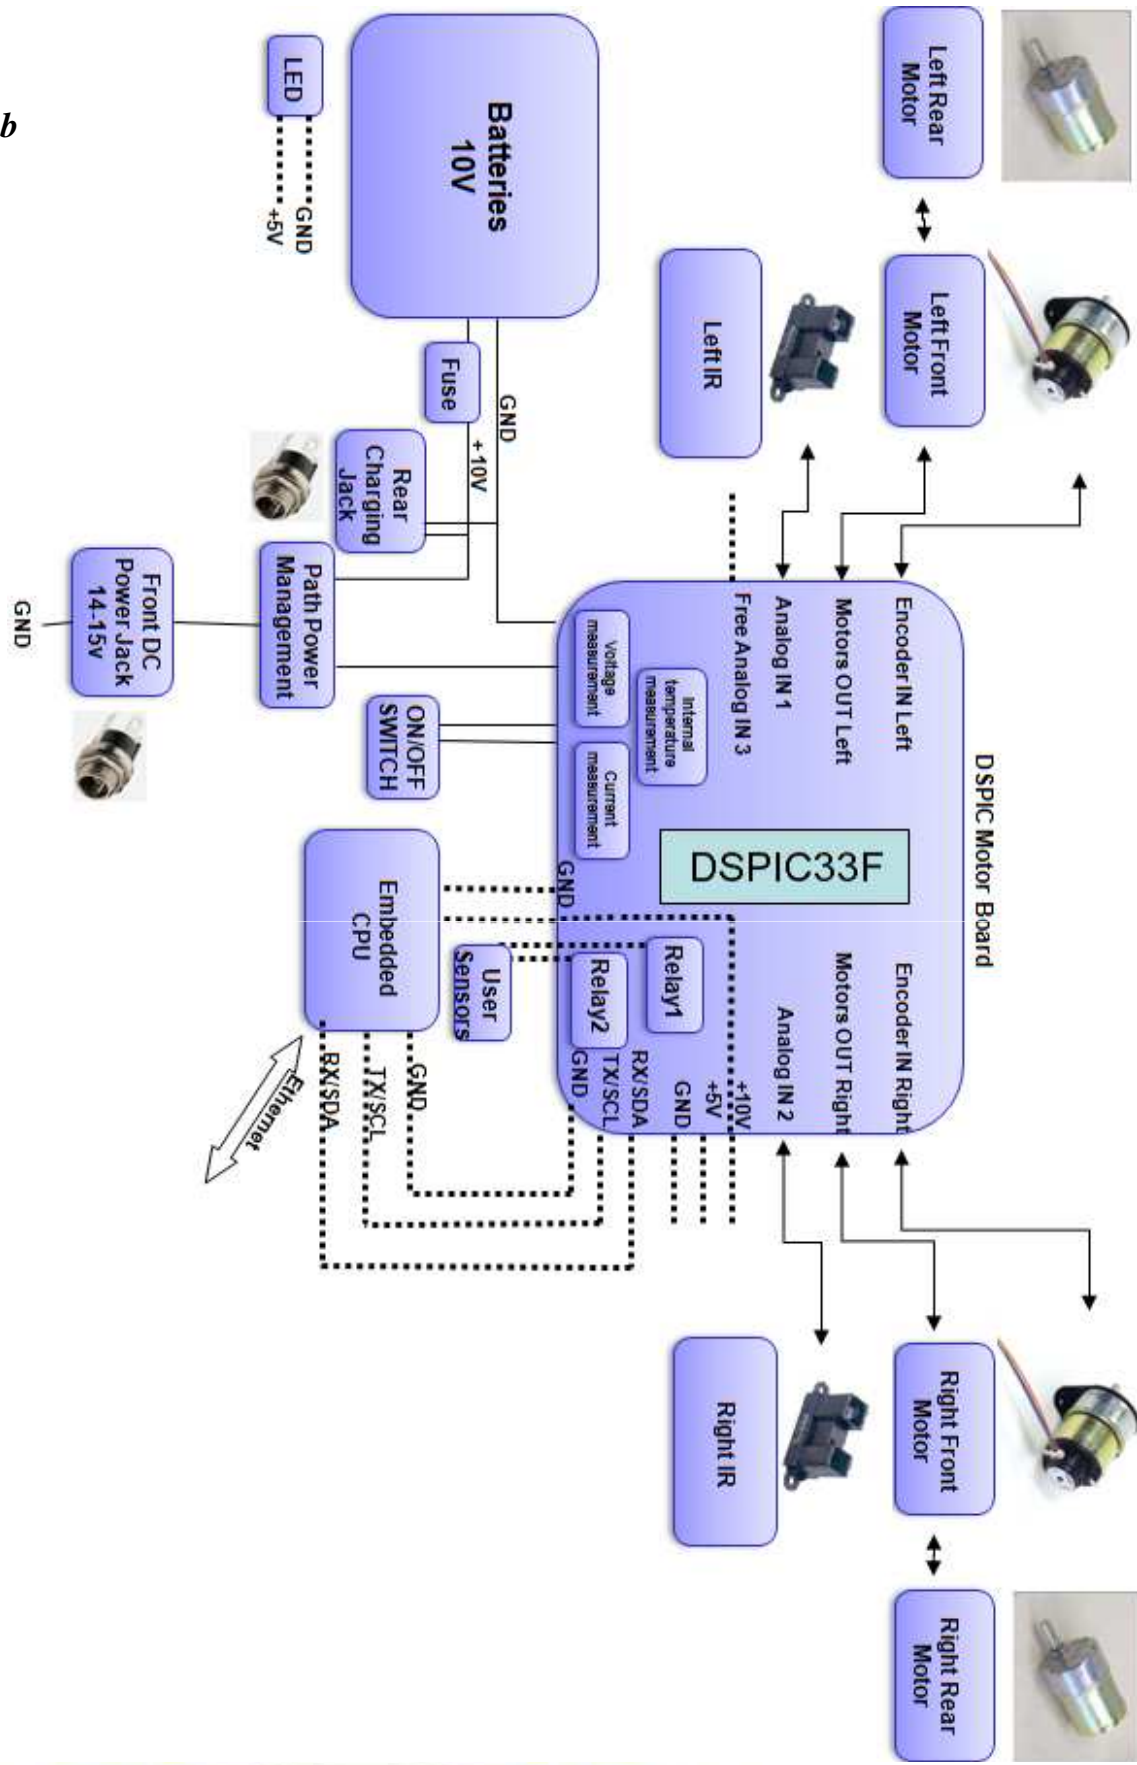 b
DSPIC Motor Board
Left Rear
Motor
Left Front
Motor
Right Front
Motor
Right Rear
Motor
Encoder IN Left
Encoder IN Right
Motors OUT Left
Motors OUT Right
DSPIC33F
Left IR
Analog IN 1
Analog IN 2
Right IR
Free Analog IN 3
+10V
Internal
temperature
measurement
+5V
Relay1
GND
RX/SDA
Voltage
measurement
Current
measurement
Relay2
TX/SCL
GND
GND
Batteries
10V
GND
User
Sensors
+10V
Fuse
ON/OFF
SWITCH
Embedded
CPU
GND
TX/SCL
RX/SDA
Rear
Charging
Jack
LED
GND
+5V
Path Power
Management
Ethernet
Front DC
Power Jack
14-15v
GND